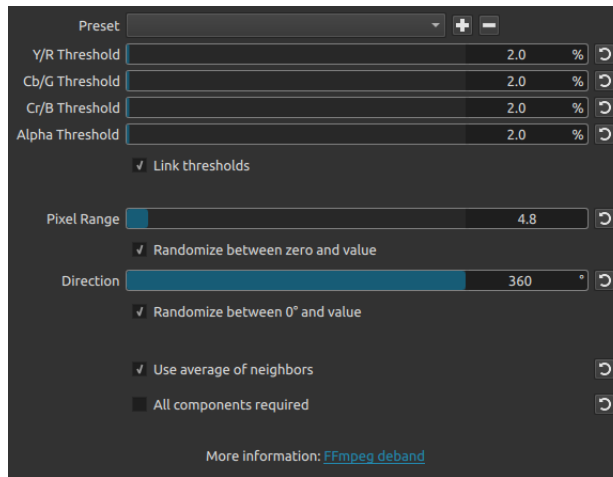 Preset
Y/R Threshold 2.0 %
Cb/G Threshold 2.0 %
Cr/B Threshold 2.0 %
Alpha Threshold 2.0 %
Link thresholds
Pixel Range 4.8
Randomize between zero and value
Direction 360 °
Randomize between 0° and value
Use average of neighbors
All components required
More information: FFmpeg deband